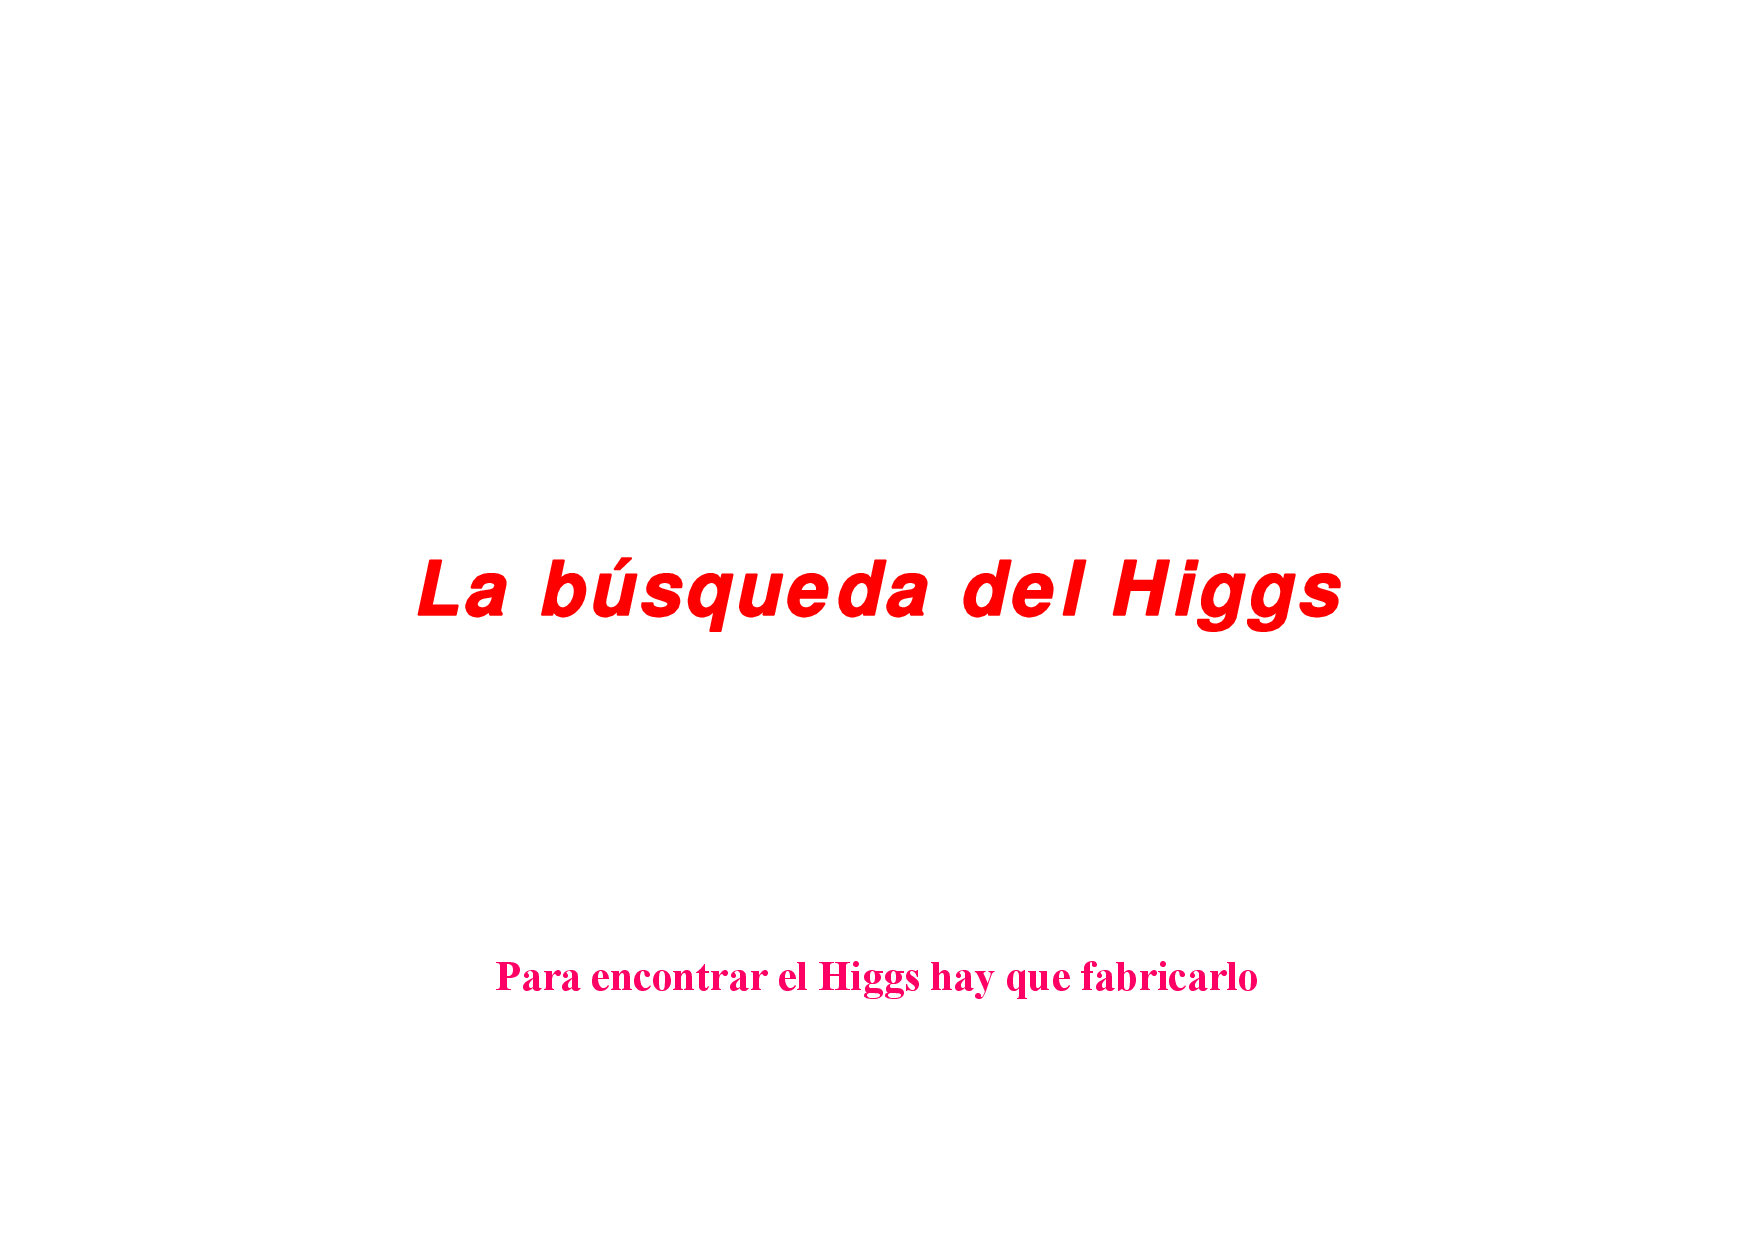 La búsqueda del Higgs
Para encontrar el Higgs hay que fabricarlo